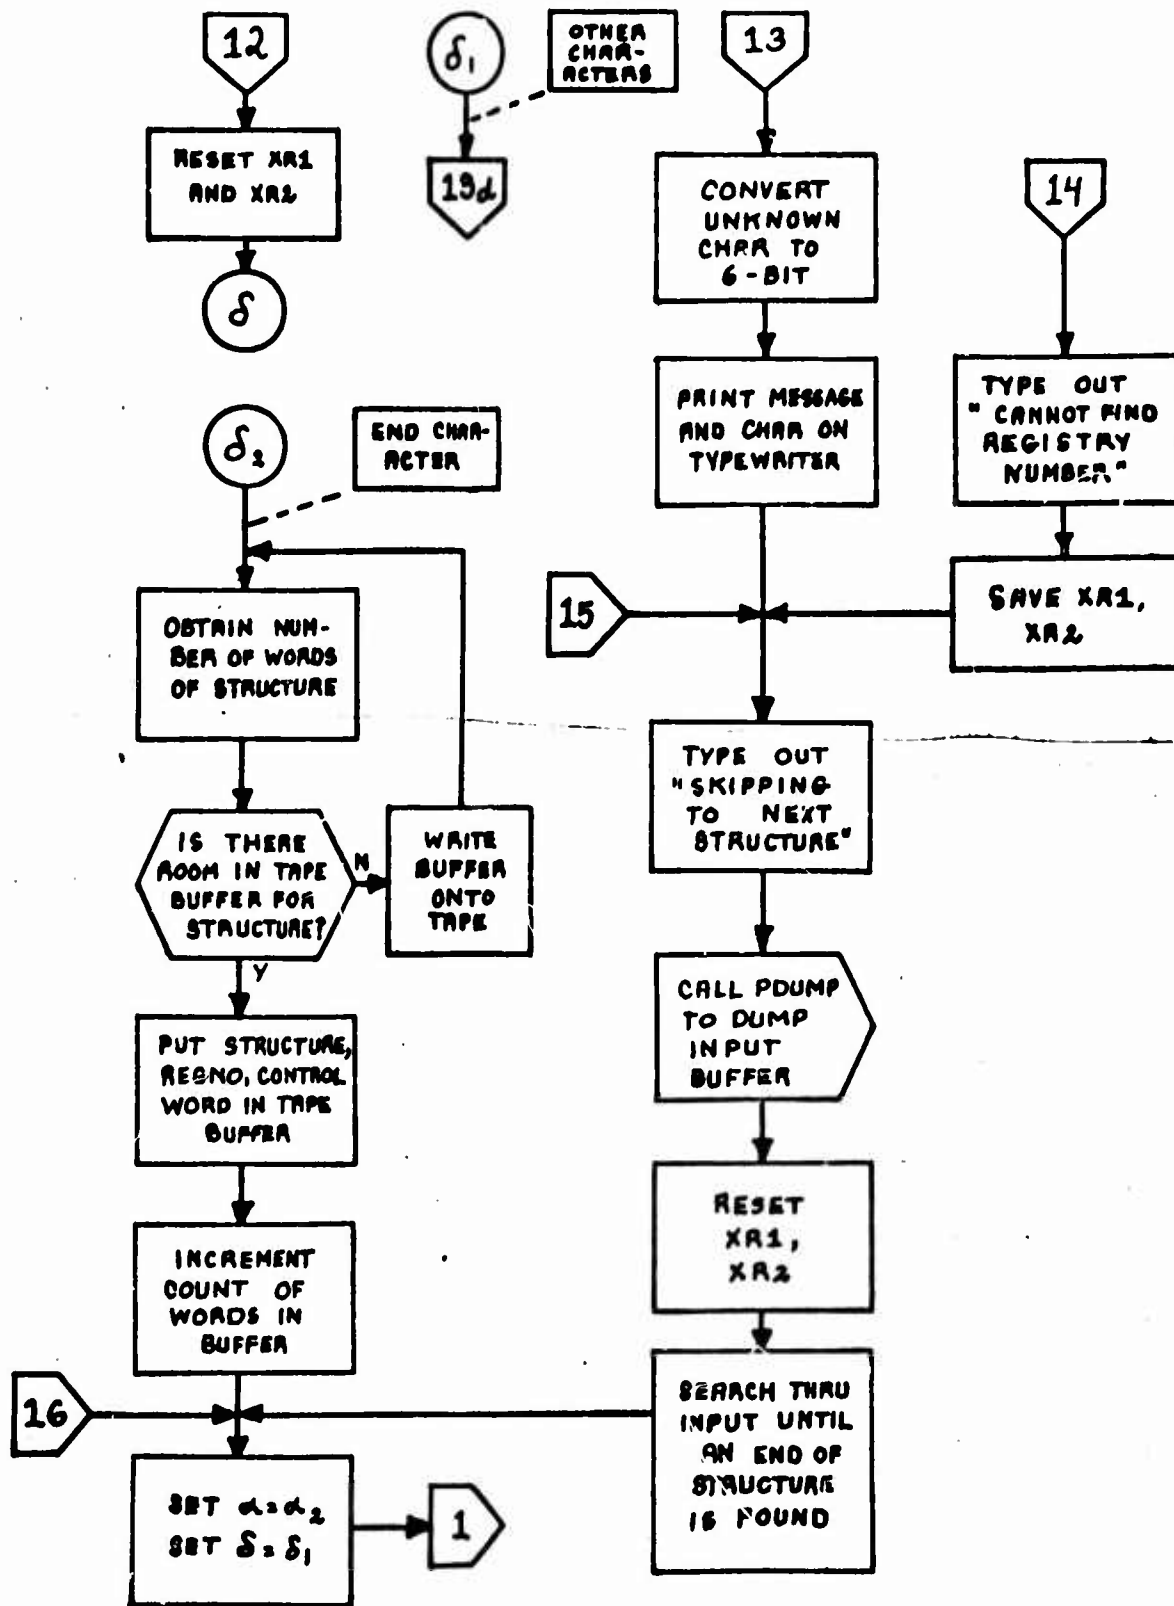 12
RESET XR1
AND XR2
δ
δ1
OTHER
CHAR-
ACTERS
19d
13
CONVERT
UNKNOWN
CHAR TO
6-BIT
PRINT MESSAGE
AND CHAR ON
TYPEWRITER
14
TYPE OUT
"CANNOT FIND
REGISTRY
NUMBER"
SAVE XR1,
XR2
15
TYPE OUT
"SKIPPING
TO NEXT
STRUCTURE"
CALL PDUMP
TO DUMP
INPUT
BUFFER
RESET
XR1,
XR2
SEARCH THRU
INPUT UNTIL
AN END OF
STRUCTURE
IS FOUND
δ2
END CHAR-
ACTER
OBTAIN NUM-
BER OF WORDS
OF STRUCTURE
IS THERE
ROOM IN TAPE
BUFFER FOR
STRUCTURE?
N
WRITE
BUFFER
ONTO
TAPE
Y
PUT STRUCTURE,
REGNO, CONTROL
WORD IN TAPE
BUFFER
INCREMENT
COUNT OF
WORDS IN
BUFFER
16
SET α=α2
SET δ=δ1
1